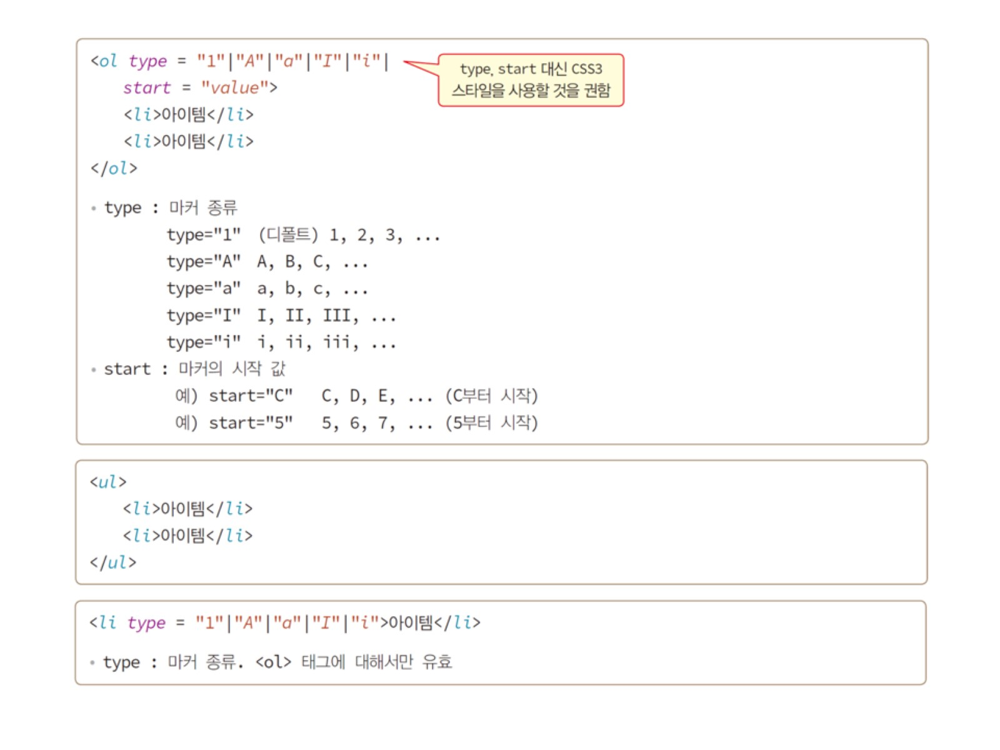 <ol type = "1"|"A"|"a"|"I"|"i"|
type, start 대신 CSS3
스타일을 사용할 것을 권함
start = "value">
<li>아이템</li>
<li>아이템</li>
</ol>
• type : 마커 종류
type="1" (디폴트) 1, 2, 3, ...
type="A" A, B, C, ...
type="a" a, b, c, ...
type="I" I, II, III, ...
type="i" i, ii, iii, ...
• start : 마커의 시작 값
예) start="C" C, D, E, ... (C부터 시작)
예) start="5" 5, 6, 7, ... (5부터 시작)
<ul>
<li>아이템</li>
<li>아이템</li>
</ul>
<li type = "1"|"A"|"a"|"I"|"i">아이템</li>
• type : 마커 종류. <ol> 태그에 대해서만 유효